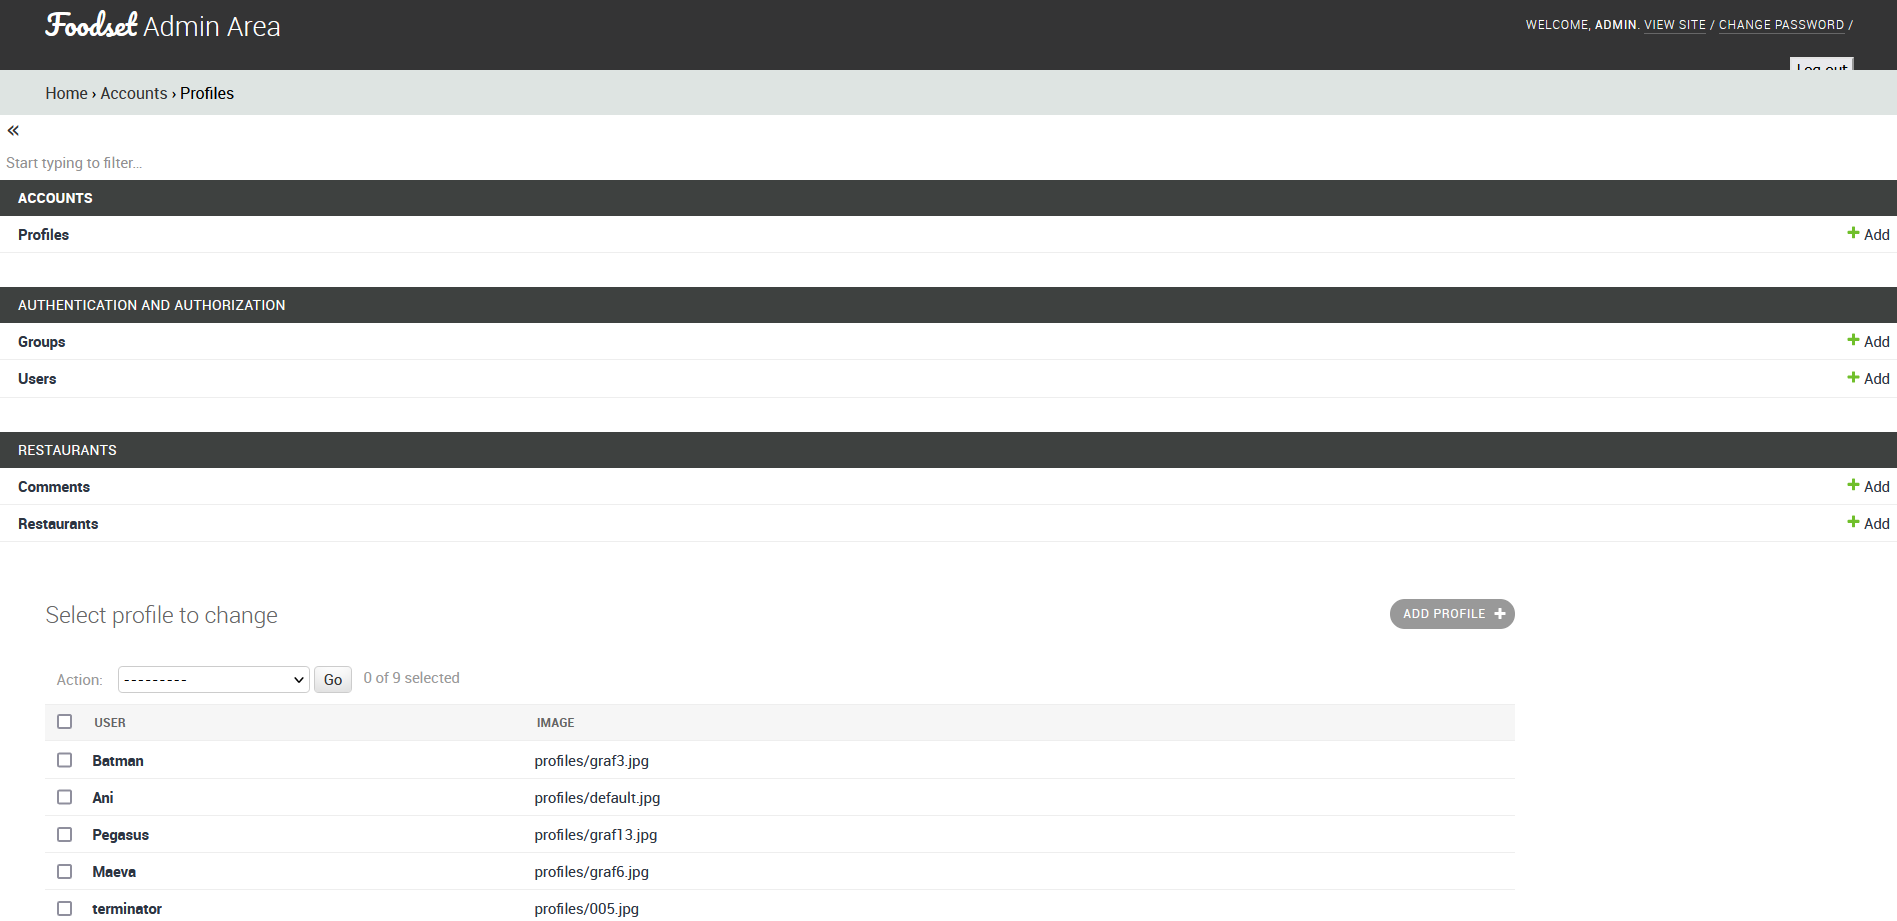 Foodset Admin Area
WELCOME, ADMIN. VIEW SITE / CHANGE PASSWORD /
Log out
Home › Accounts › Profiles
«
Start typing to filter...
ACCOUNTS
Profiles
+ Add
AUTHENTICATION AND AUTHORIZATION
Groups
+ Add
Users
+ Add
RESTAURANTS
Comments
+ Add
Restaurants
+ Add
Select profile to change
ADD PROFILE +
Action: --------- Go 0 of 9 selected
USER IMAGE
Batman profiles/graf3.jpg
Ani profiles/default.jpg
Pegasus profiles/graf13.jpg
Maeva profiles/graf6.jpg
terminator profiles/005.jpg